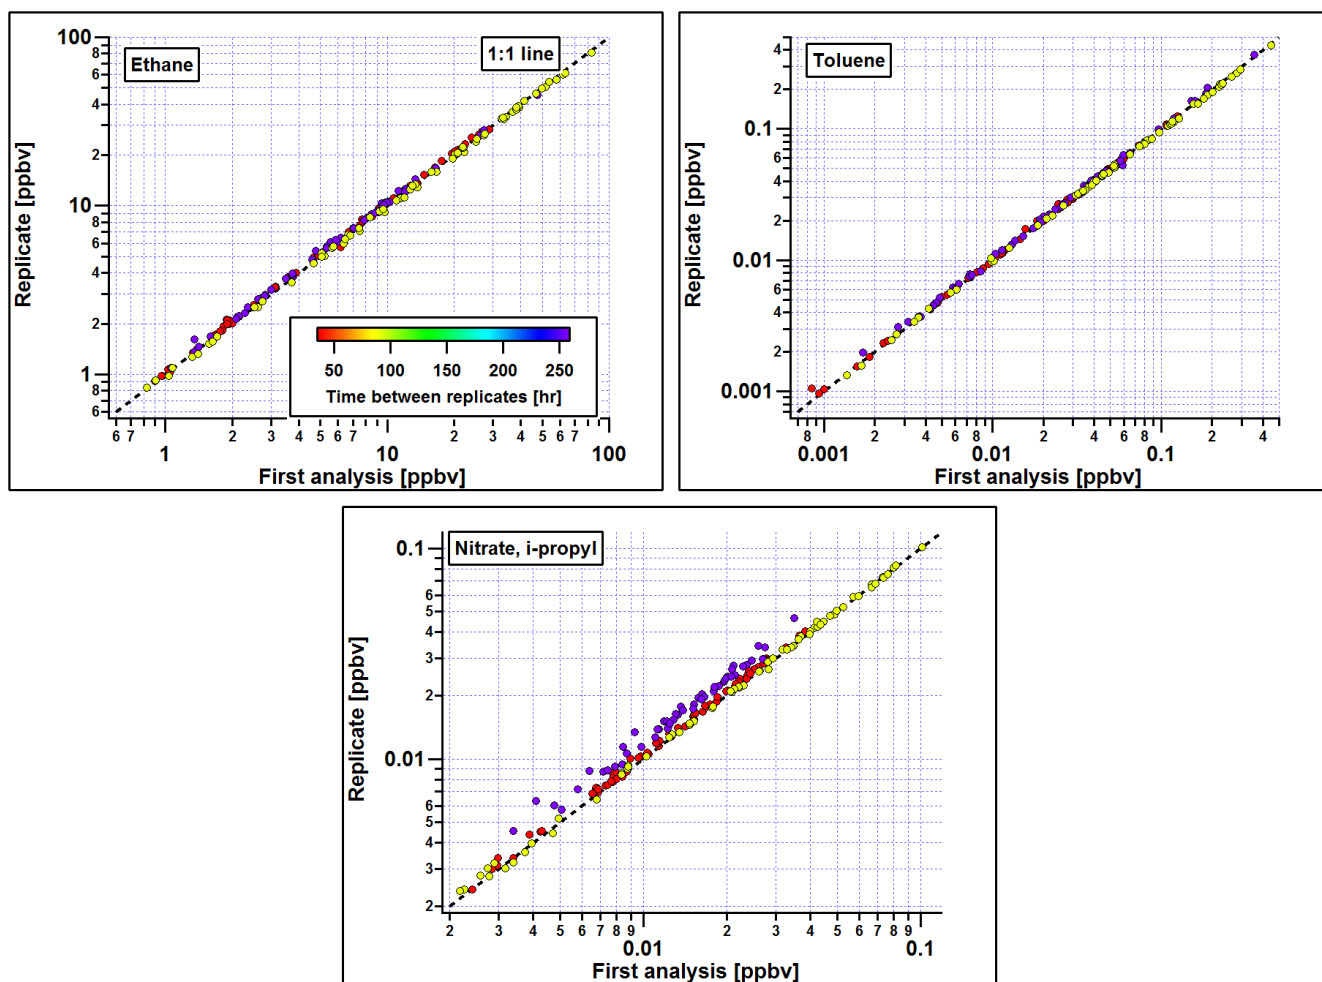 100
8
6
4
2
10
8
6
4
2
1
8
6
Replicate [ppbv]
Ethane
1:1 line
50 100 150 200 250
Time between replicates [hr]
6 7 2 3 4 5 6 7 2 3 4 5 6 7
1 10 100
First analysis [ppbv]
4
2
0.1
8
6
4
2
0.01
8
6
4
2
0.001
Replicate [ppbv]
Toluene
8 2 4 6 8 2 4 6 8 2 4
0.001 0.01 0.1
First analysis [ppbv]
0.1
6
5
4
3
2
0.01
6
5
4
3
2
Replicate [ppbv]
Nitrate, i-propyl
2 3 4 5 6 7 8 9 2 3 4 5 6 7 8 9
0.01 0.1
First analysis [ppbv]